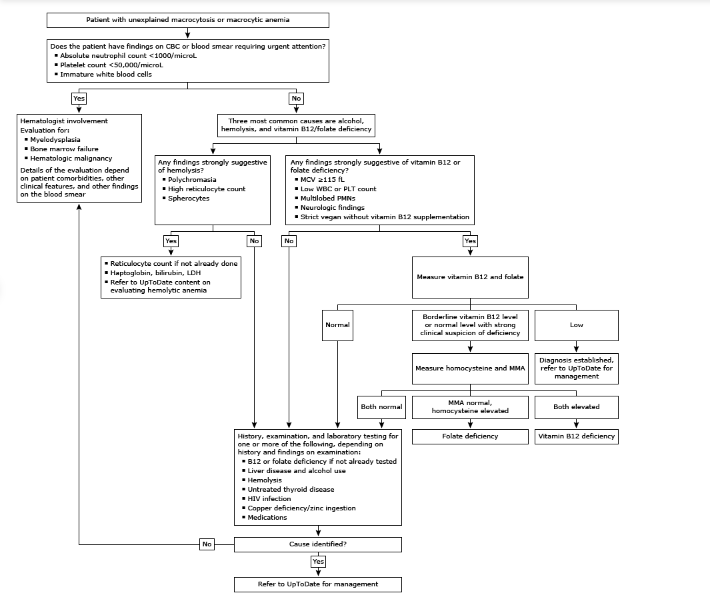 Patient with unexplained macrocytosis or macrocytic anemia
Does the patient have findings on CBC or blood smear requiring urgent attention?
▪ Absolute neutrophil count <1000/microL
▪ Platelet count <50,000/microL
▪ Immature white blood cells
Yes
No
Hematologist involvement
Evaluation for:
▪ Myelodysplasia
▪ Bone marrow failure
▪ Hematologic malignancy
Details of the evaluation depend
on patient comorbidities, other
clinical features, and other findings
on the blood smear
Three most common causes are alcohol,
hemolysis, and vitamin B12/folate deficiency
Any findings strongly suggestive
of hemolysis?
▪ Polychromasia
▪ High reticulocyte count
▪ Spherocytes
Any findings strongly suggestive of vitamin B12 or
folate deficiency?
▪ MCV ≥115 fL
▪ Low WBC or PLT count
▪ Multilobed PMNs
▪ Neurologic findings
▪ Strict vegan without vitamin B12 supplementation
Yes
No
No
Yes
▪ Reticulocyte count if not already done
▪ Haptoglobin, bilirubin, LDH
▪ Refer to UpToDate content on
evaluating hemolytic anemia
Measure vitamin B12 and folate
Normal
Borderline vitamin B12 level
or normal level with strong
clinical suspicion of deficiency
Low
Measure homocysteine and MMA
Diagnosis established,
refer to UpToDate for
management
Both normal
MMA normal,
homocysteine elevated
Both elevated
Folate deficiency
Vitamin B12 deficiency
History, examination, and laboratory testing for
one or more of the following, depending on
history and findings on examination:
▪ B12 or folate deficiency if not already tested
▪ Liver disease and alcohol use
▪ Hemolysis
▪ Untreated thyroid disease
▪ HIV infection
▪ Copper deficiency/zinc ingestion
▪ Medications
No
Cause identified?
Yes
Refer to UpToDate for management